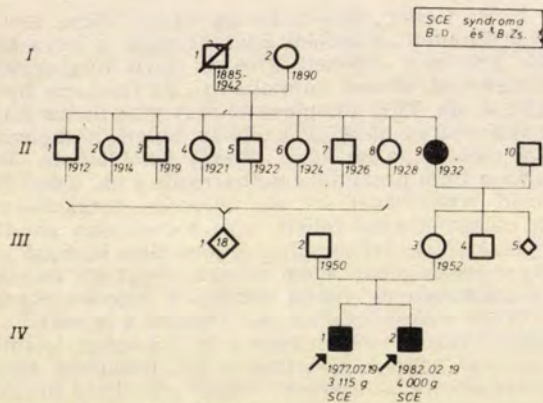 SCE syndroma
B.D. és B.Zs.
I
1 2
1885- 1890
1942
II
1 2 3 4 5 6 7 8 9 10
1912 1914 1919 1921 1922 1924 1926 1928 1932
III
1 18 2 3 4 5
1950 1952
IV
1 2
1977.07.19 1982.02.19
3 115 g 4 000 g
SCE SCE